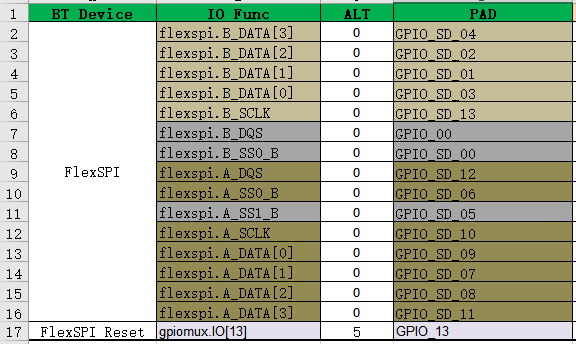 1 BT Device IO Func ALT PAD
2 flexspi.B_DATA[3] 0 GPIO_SD_04
3 flexspi.B_DATA[2] 0 GPIO_SD_02
4 flexspi.B_DATA[1] 0 GPIO_SD_01
5 flexspi.B_DATA[0] 0 GPIO_SD_03
6 flexspi.B_SCLK 0 GPIO_SD_13
7 flexspi.B_DQS 0 GPIO_00
8 flexspi.B_SS0_B 0 GPIO_SD_00
9 FlexSPI flexspi.A_DQS 0 GPIO_SD_12
10 flexspi.A_SS0_B 0 GPIO_SD_06
11 flexspi.A_SS1_B 0 GPIO_SD_05
12 flexspi.A_SCLK 0 GPIO_SD_10
13 flexspi.A_DATA[0] 0 GPIO_SD_09
14 flexspi.A_DATA[1] 0 GPIO_SD_07
15 flexspi.A_DATA[2] 0 GPIO_SD_08
16 flexspi.A_DATA[3] 0 GPIO_SD_11
17 FlexSPI Reset gpiomux.IO[13] 5 GPIO_13